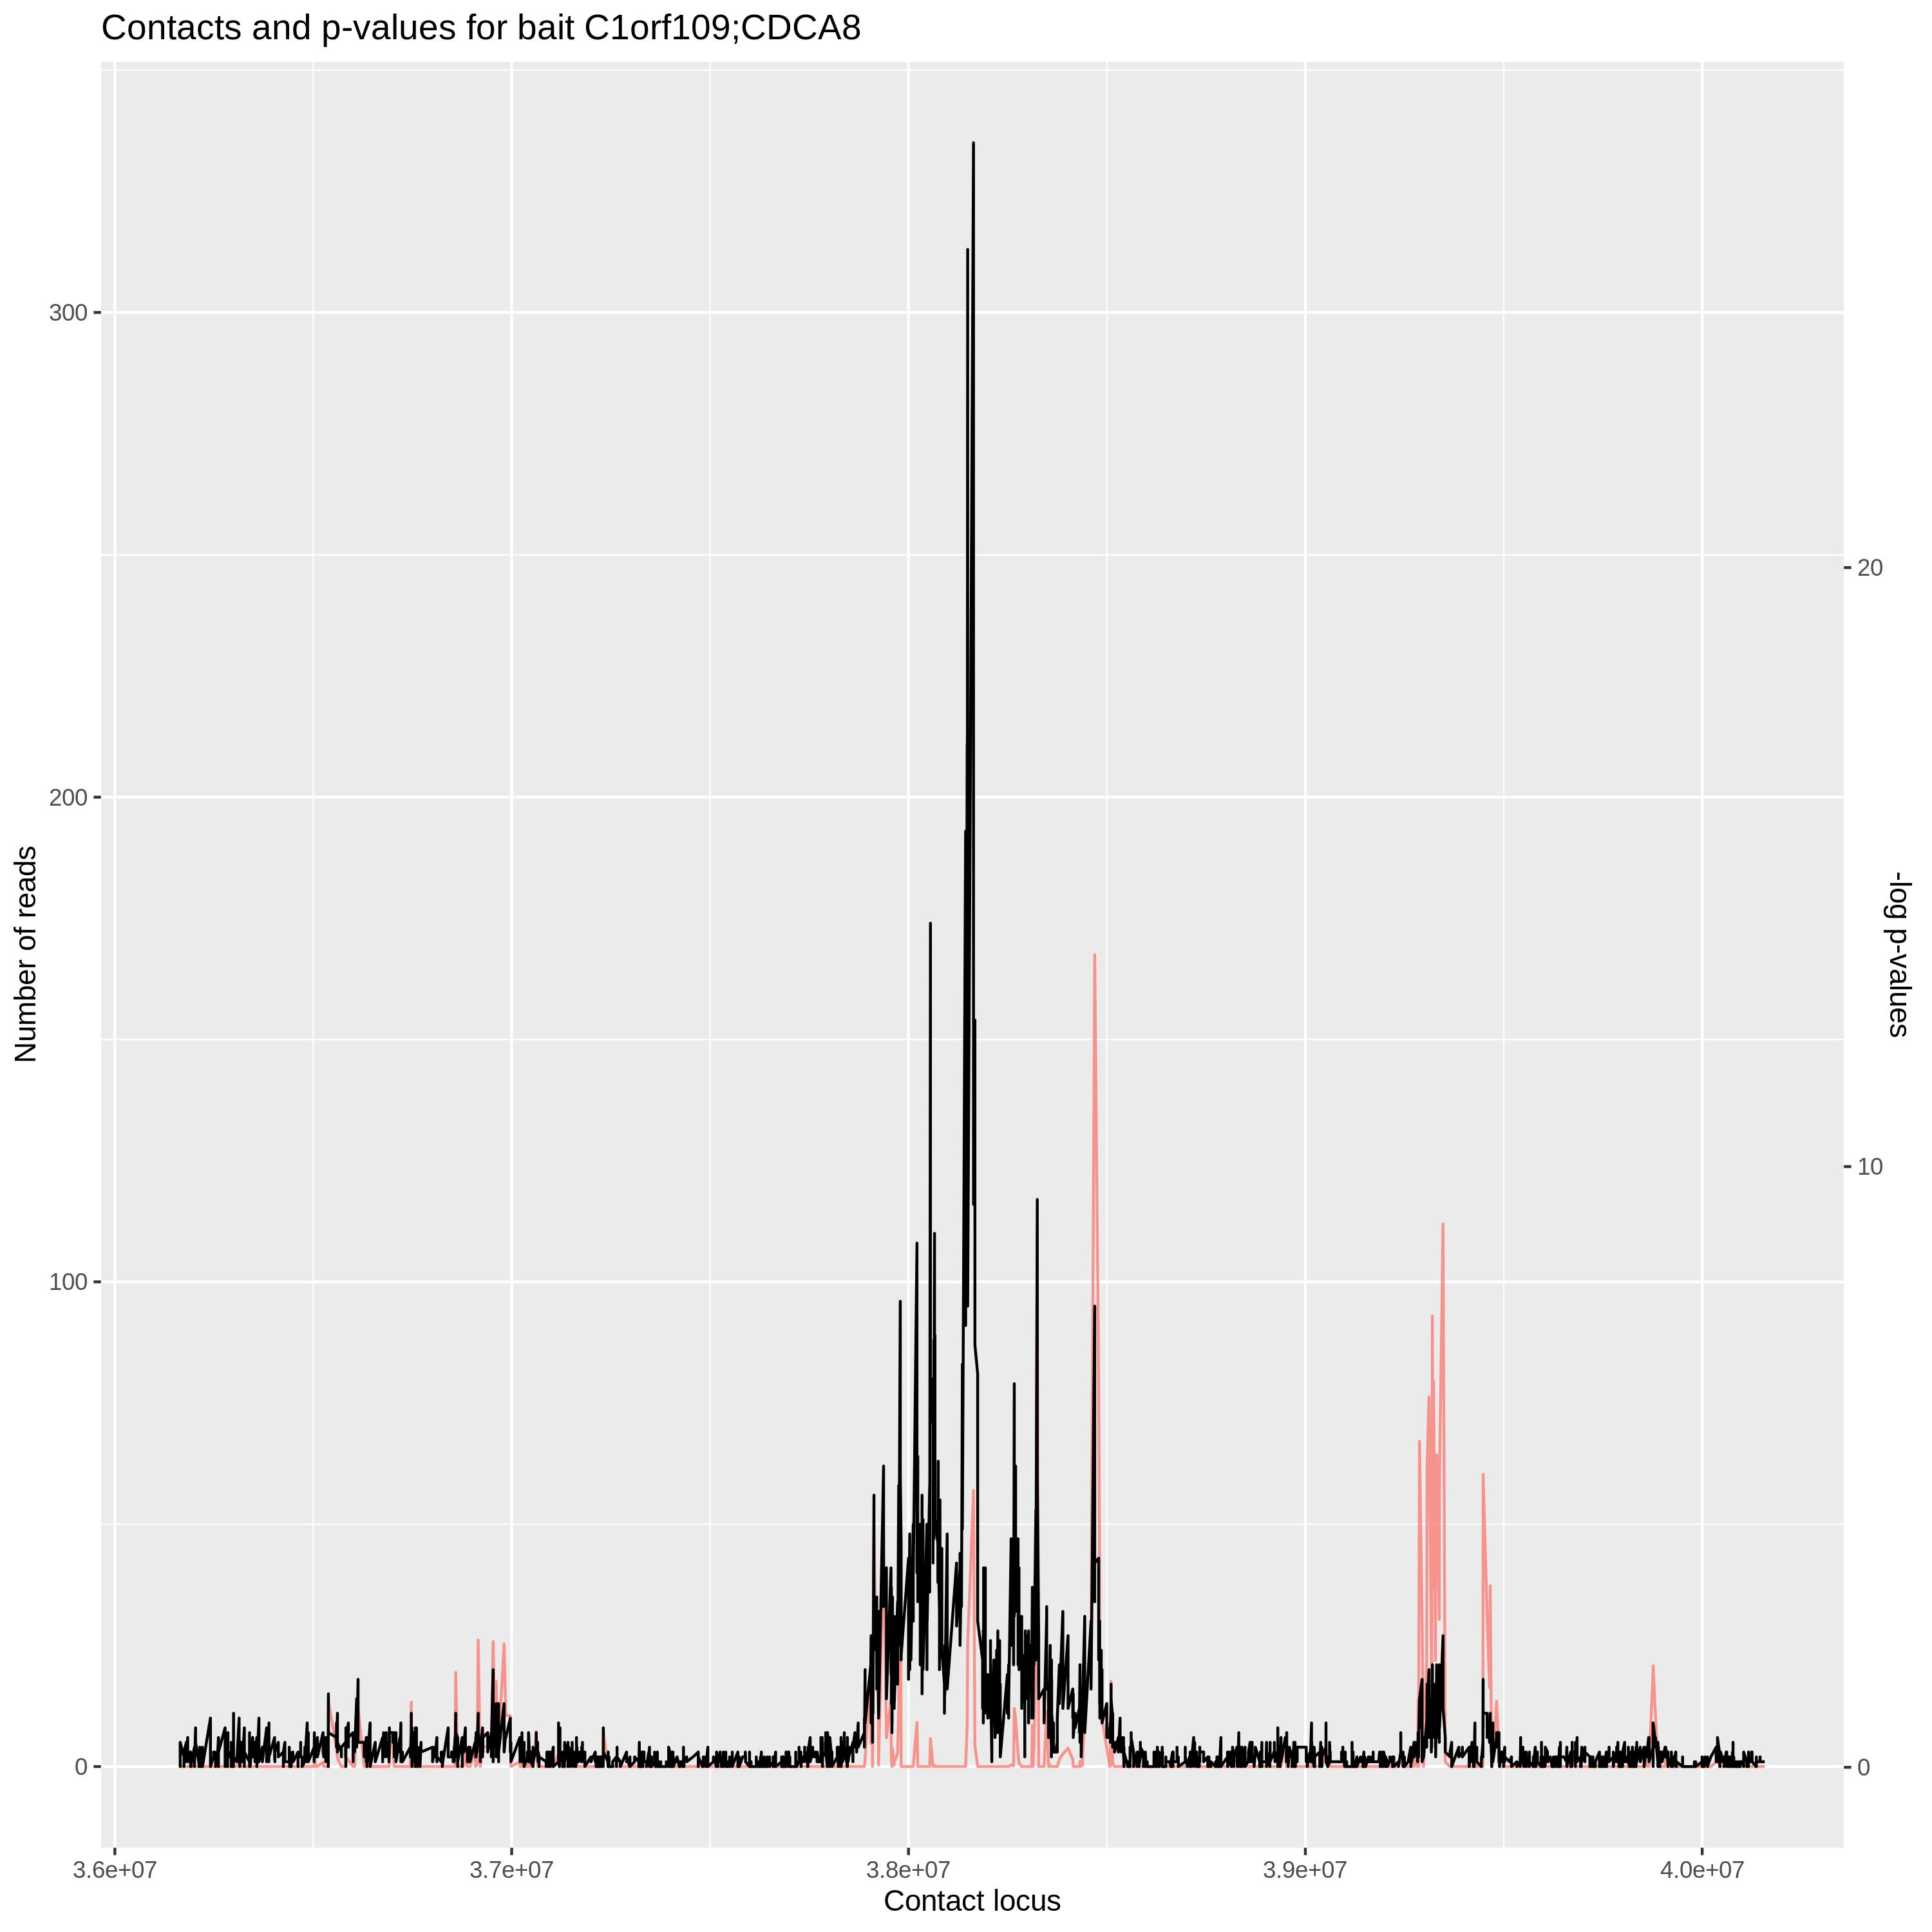 Contacts and p-values for bait C1orf109;CDCA8
300
200
100
0
Number of reads
20
10
0
-log p-values
3.6e+07
3.7e+07
3.8e+07
3.9e+07
4.0e+07
Contact locus